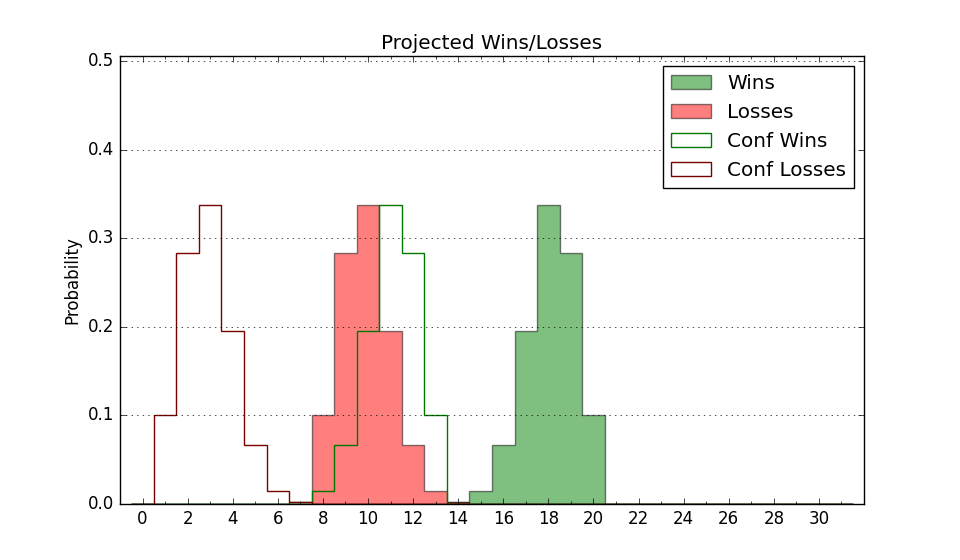 Projected Wins/Losses
0.5
0.4
0.3
0.2
0.1
0.0
Probability
Wins
Losses
Conf Wins
Conf Losses
0 2 4 6 8 10 12 14 16 18 20 22 24 26 28 30